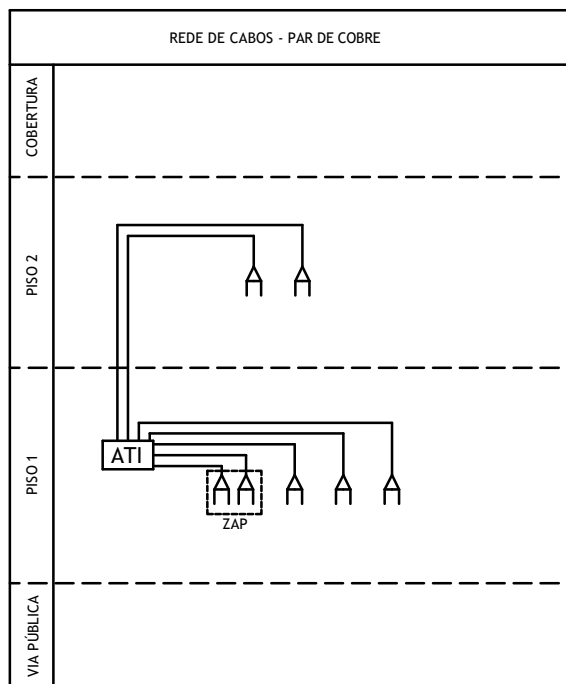 REDE DE CABOS - PAR DE COBRE
COBERTURA
PISO 2
PISO 1
ATI
ZAP
VIA PÚBLICA